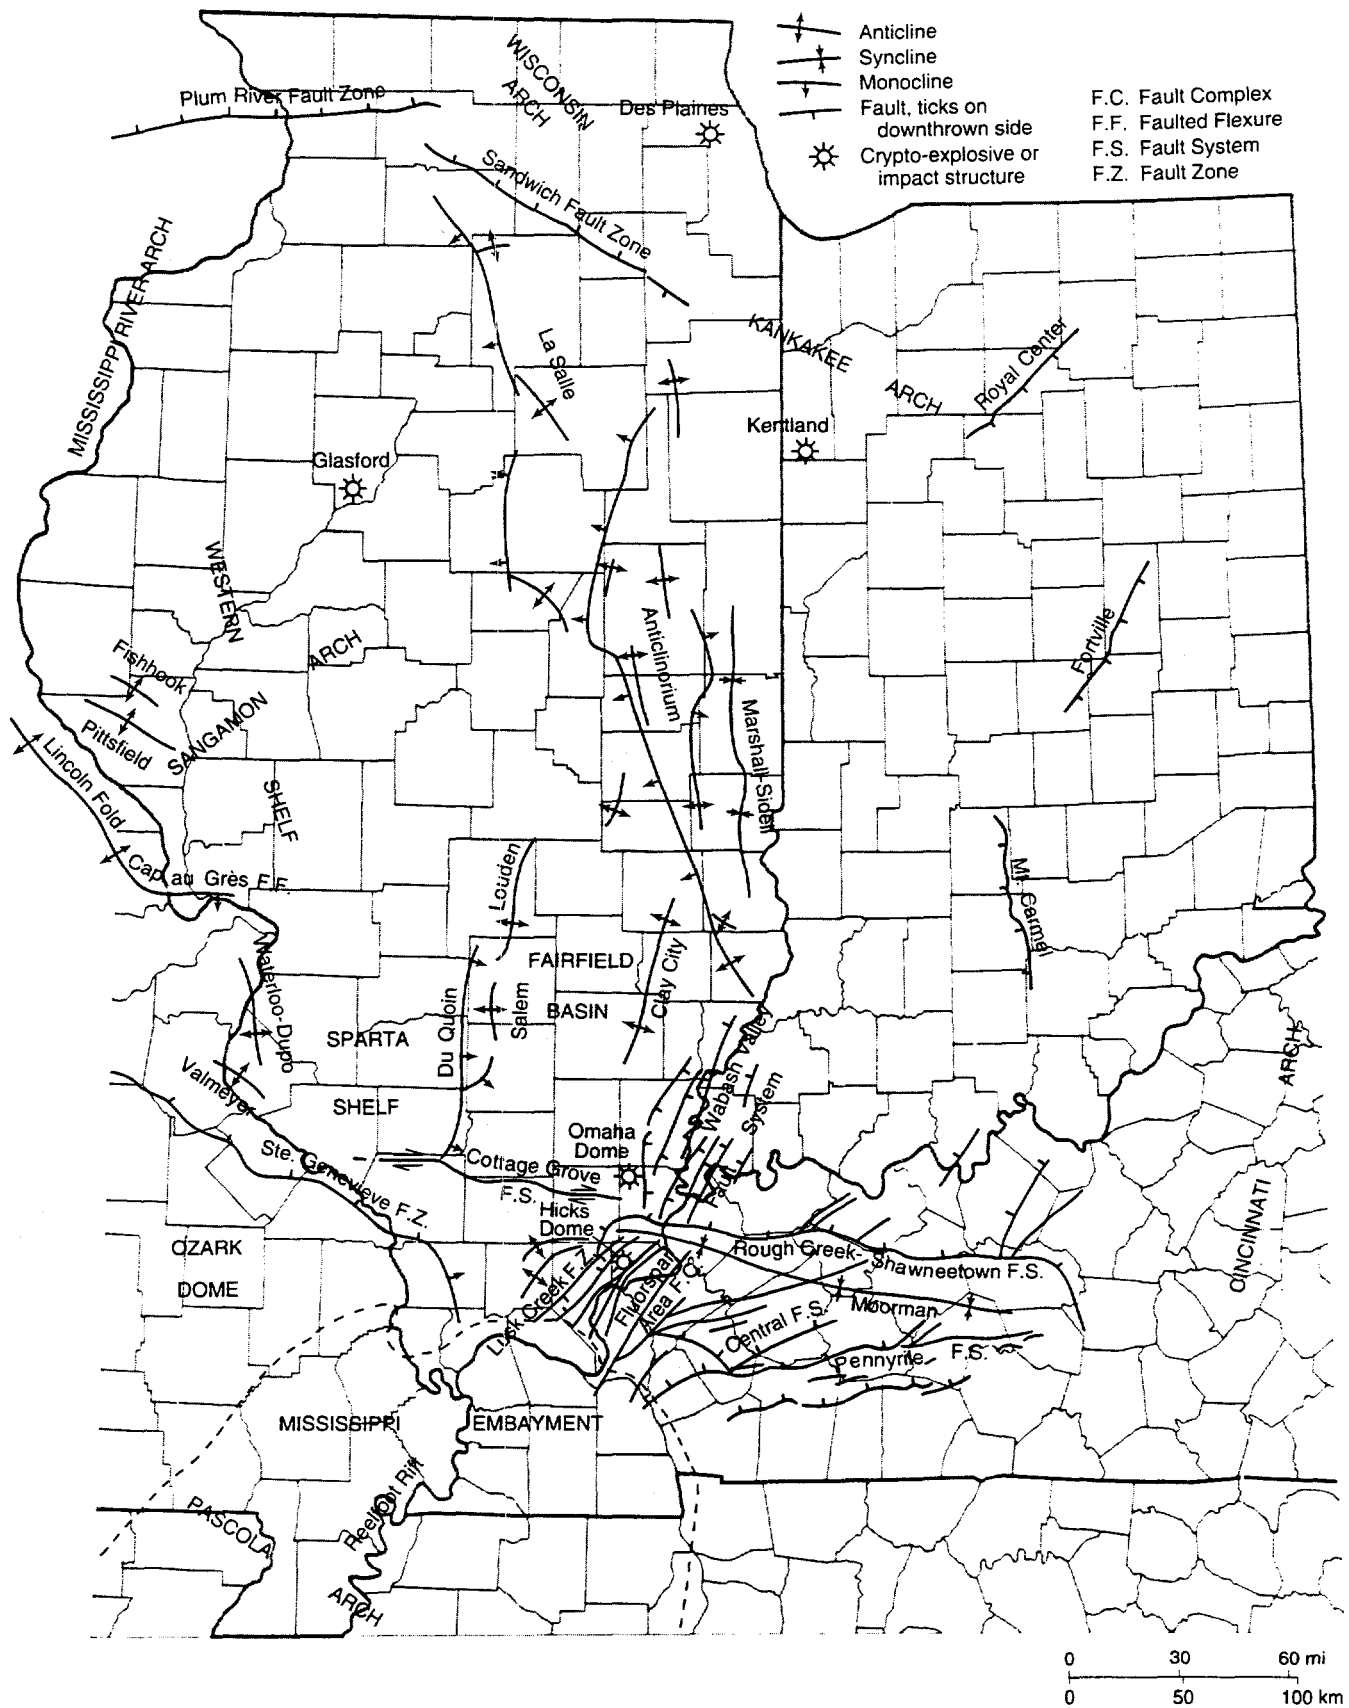 Anticline
Syncline
Monocline
Fault, ticks on
downthrown side
Crypto-explosive or
impact structure
F.C. Fault Complex
F.F. Faulted Flexure
F.S. Fault System
F.Z. Fault Zone
WISCONSIN
ARCH
Plum River Fault Zone
Des Plaines
Sandwich Fault Zone
MISSISSIPPI RIVER ARCH
KANKAKEE
ARCH
La Salle
Royal Center
Kentland
Glasford
WESTERN
ARCH
Fishhook
Anticlinorium
Fortville
SANGAMON
Pittsfield
Lincoln Fold
Marshall-Sidell
SHELF
Cap au Grès F.F.
Louden
Mt. Carmel
Waterloo-Dupo
FAIRFIELD
BASIN
Clay City
Salem
Du Quoin
SPARTA
SHELF
Valmeyer
Wabash Valley
Fault
System
ARCH
CINCINNATI
Omaha
Dome
Ste. Genevieve F.Z.
Cottage Grove
F.S.
Hicks
Dome
OZARK
DOME
Rough Creek-
Shawneetown F.S.
Lusk Creek F.Z.
Fluorspar
Area F.C.
Moorman
Central F.S.
Pennyrile F.S.
MISSISSIPPI
EMBAYMENT
Reelfoot Rift
PASCOLA
ARCH
0 30 60 mi
0 50 100 km